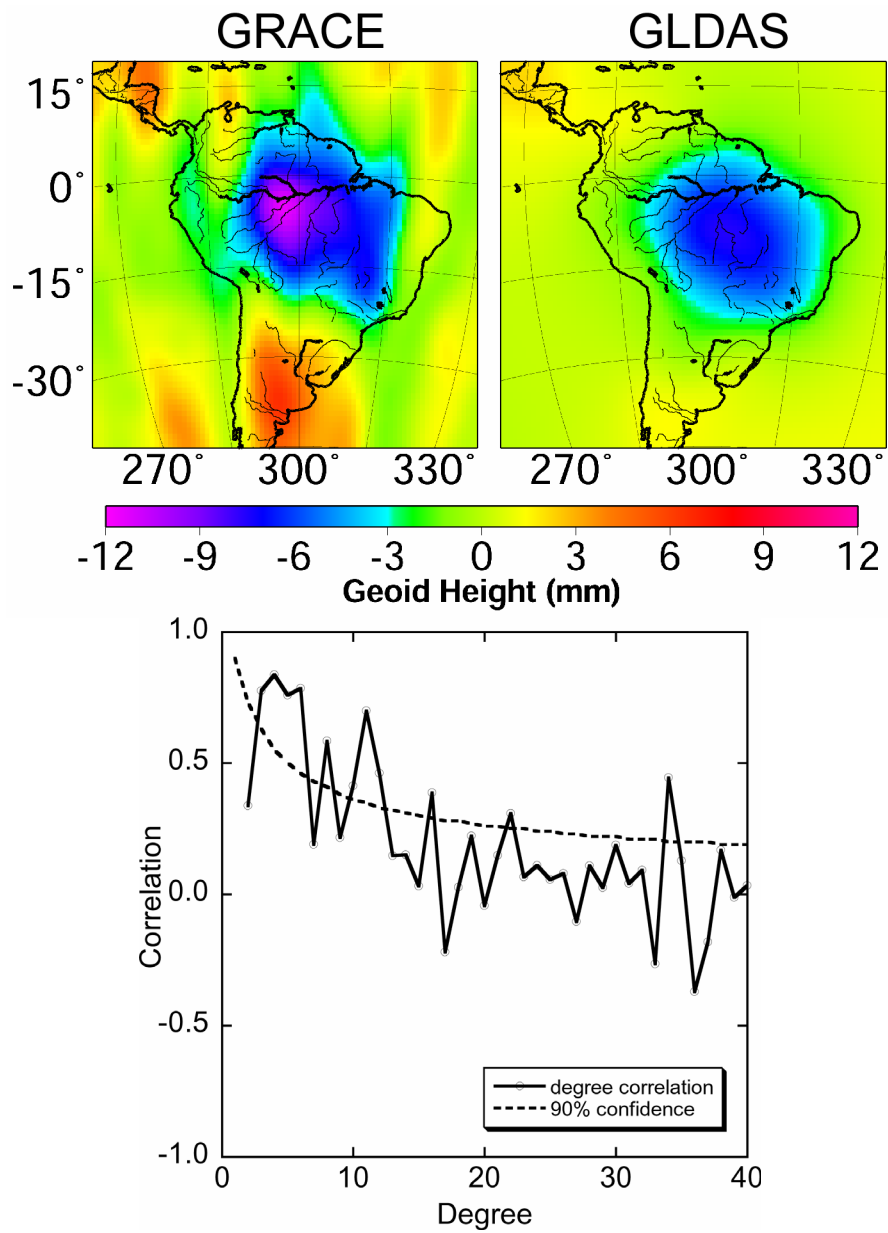 GRACE GLDAS
15°
0°
-15°
-30°
270° 300° 330° 270° 300° 330°
-12 -9 -6 -3 0 3 6 9 12
Geoid Height (mm)
1.0
0.5
0.0
-0.5
-1.0
Correlation
degree correlation
90% confidence
0 10 20 30 40
Degree